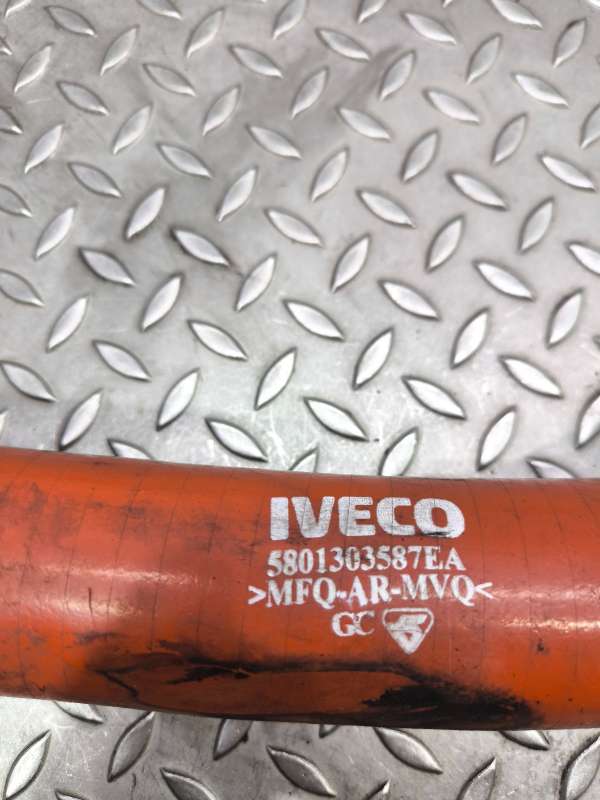 IVECO
5801303587EA
>MFQ-AR-MVQ<
GC